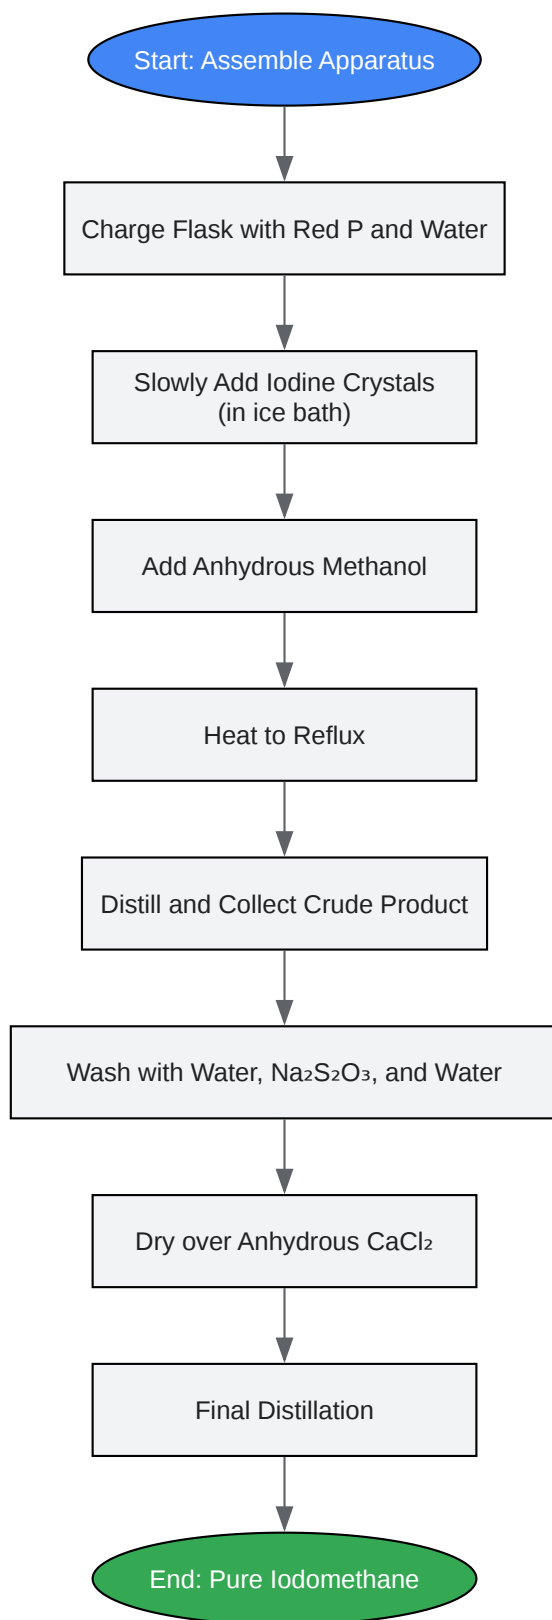 Start: Assemble Apparatus
Charge Flask with Red P and Water
Slowly Add Iodine Crystals
(in ice bath)
Add Anhydrous Methanol
Heat to Reflux
Distill and Collect Crude Product
Wash with Water, Na₂S₂O₃, and Water
Dry over Anhydrous CaCl₂
Final Distillation
End: Pure Iodomethane